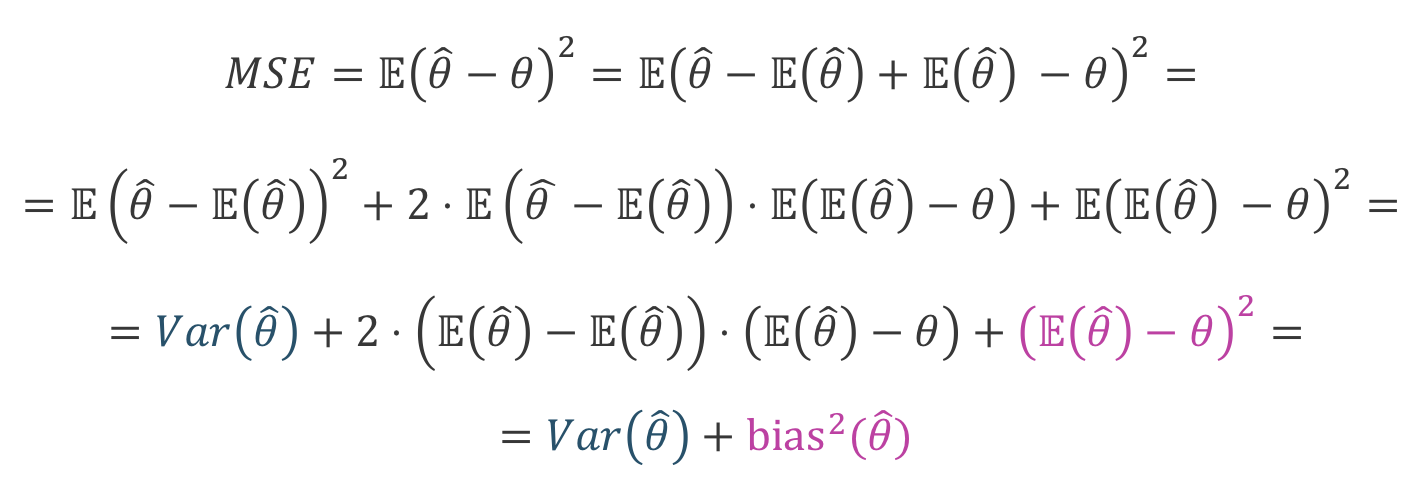 MSE = 𝔼(θ̂ − θ)² = 𝔼(θ̂ − 𝔼(θ̂) + 𝔼(θ̂) − θ)² =
= 𝔼(θ̂ − 𝔼(θ̂))² + 2 · 𝔼(θ̂ − 𝔼(θ̂)) · 𝔼(𝔼(θ̂) − θ) + 𝔼(𝔼(θ̂) − θ)² =
= Var(θ̂) + 2 · (𝔼(θ̂) − 𝔼(θ̂)) · (𝔼(θ̂) − θ) + (𝔼(θ̂) − θ)² =
= Var(θ̂) + bias²(θ̂)